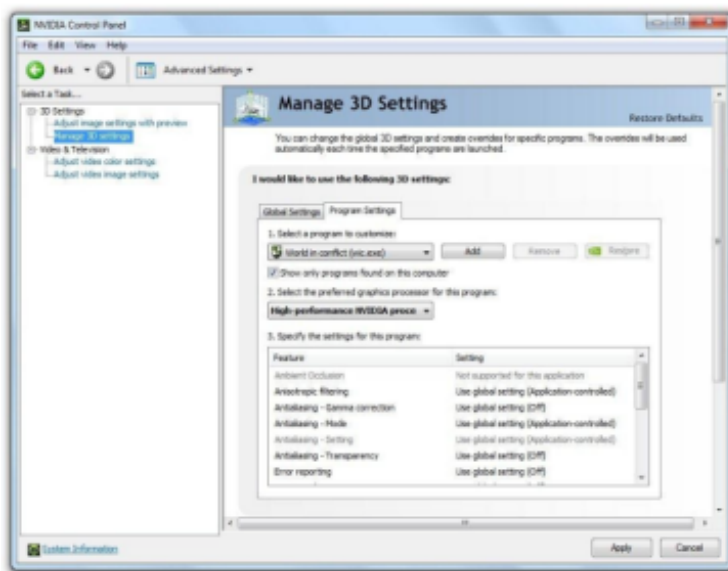 NVIDIA Control Panel
File Edit View Help
Back Advanced Settings
Select a Task...
3D Settings
Adjust image settings with preview
Manage 3D settings
Video & Television
Adjust video color settings
Adjust video image settings
Manage 3D Settings
Restore Defaults
You can change the global 3D settings and create overrides for specific programs. The overrides will be used
automatically each time the specified programs are launched.
I would like to use the following 3D settings:
Global Settings Program Settings
1. Select a program to customize:
World in conflict (wic.exe) Add Remove Restore
Show only programs found on this computer
2. Select the preferred graphics processor for this program:
High-performance NVIDIA proce
3. Specify the settings for this program:
Feature Setting
Ambient Occlusion Not supported for this application
Anisotropic filtering Use global setting (Application-controlled)
Antialiasing - Gamma correction Use global setting (Off)
Antialiasing - Mode Use global setting (Application-controlled)
Antialiasing - Setting Use global setting (Application-controlled)
Antialiasing - Transparency Use global setting (Off)
Error reporting Use global setting (Off)
System Information Apply Cancel